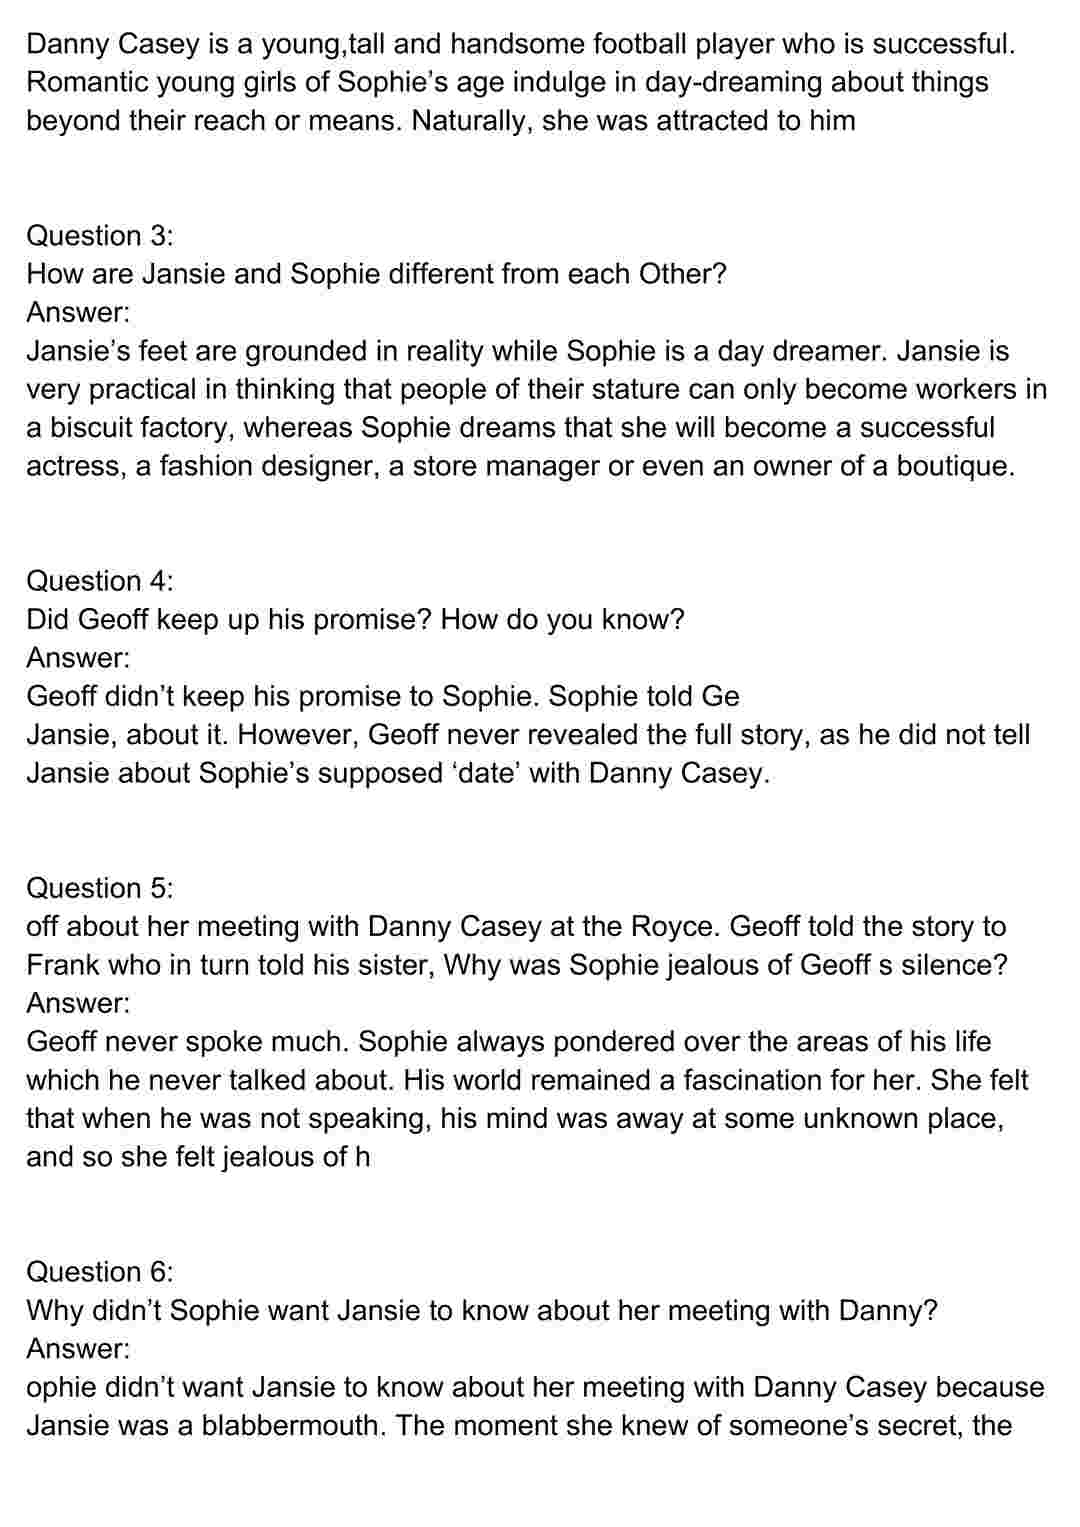 Danny Casey is a young,tall and handsome football player who is successful.
Romantic young girls of Sophie’s age indulge in day-dreaming about things
beyond their reach or means. Naturally, she was attracted to him
Question 3:
How are Jansie and Sophie different from each Other?
Answer:
Jansie’s feet are grounded in reality while Sophie is a day dreamer. Jansie is
very practical in thinking that people of their stature can only become workers in
a biscuit factory, whereas Sophie dreams that she will become a successful
actress, a fashion designer, a store manager or even an owner of a boutique.
Question 4:
Did Geoff keep up his promise? How do you know?
Answer:
Geoff didn’t keep his promise to Sophie. Sophie told Ge
Jansie, about it. However, Geoff never revealed the full story, as he did not tell
Jansie about Sophie’s supposed ‘date’ with Danny Casey.
Question 5:
off about her meeting with Danny Casey at the Royce. Geoff told the story to
Frank who in turn told his sister, Why was Sophie jealous of Geoff s silence?
Answer:
Geoff never spoke much. Sophie always pondered over the areas of his life
which he never talked about. His world remained a fascination for her. She felt
that when he was not speaking, his mind was away at some unknown place,
and so she felt jealous of h
Question 6:
Why didn’t Sophie want Jansie to know about her meeting with Danny?
Answer:
ophie didn’t want Jansie to know about her meeting with Danny Casey because
Jansie was a blabbermouth. The moment she knew of someone’s secret, the